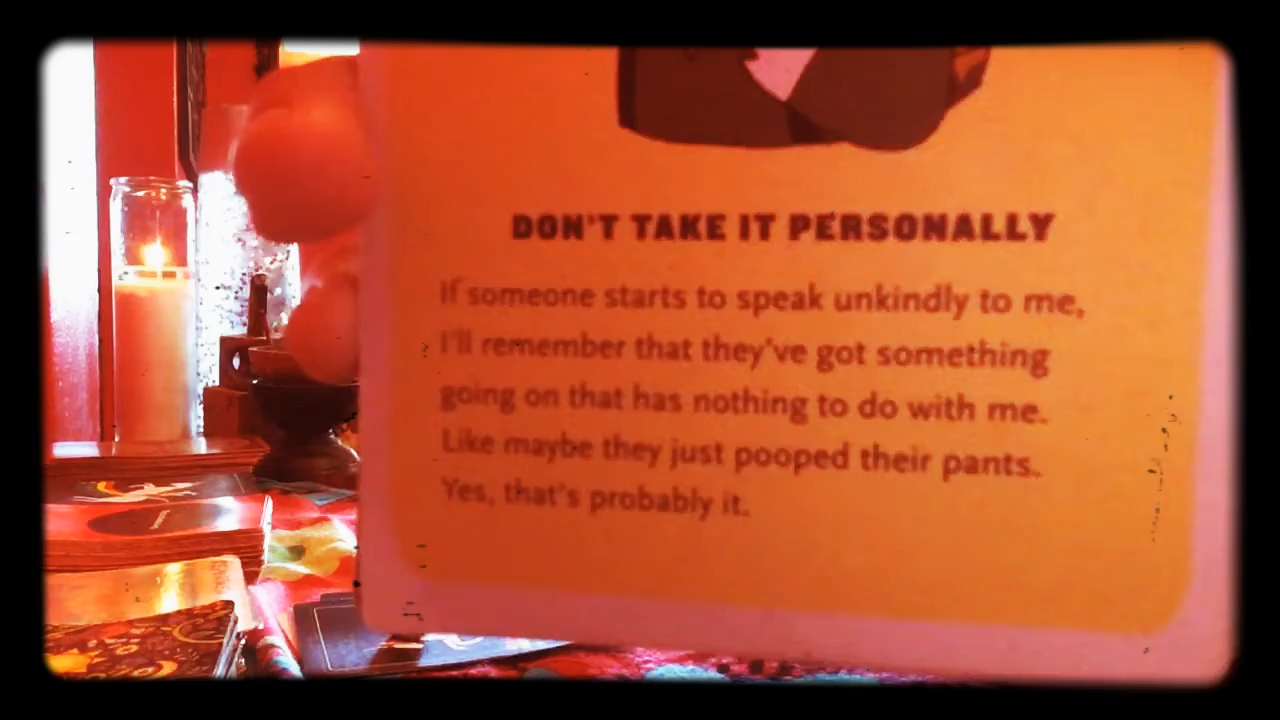 DON'T TAKE IT PERSONALLY
If someone starts to speak unkindly to me,
I'll remember that they've got something
going on that has nothing to do with me.
Like maybe they just pooped their pants.
Yes, that's probably it.